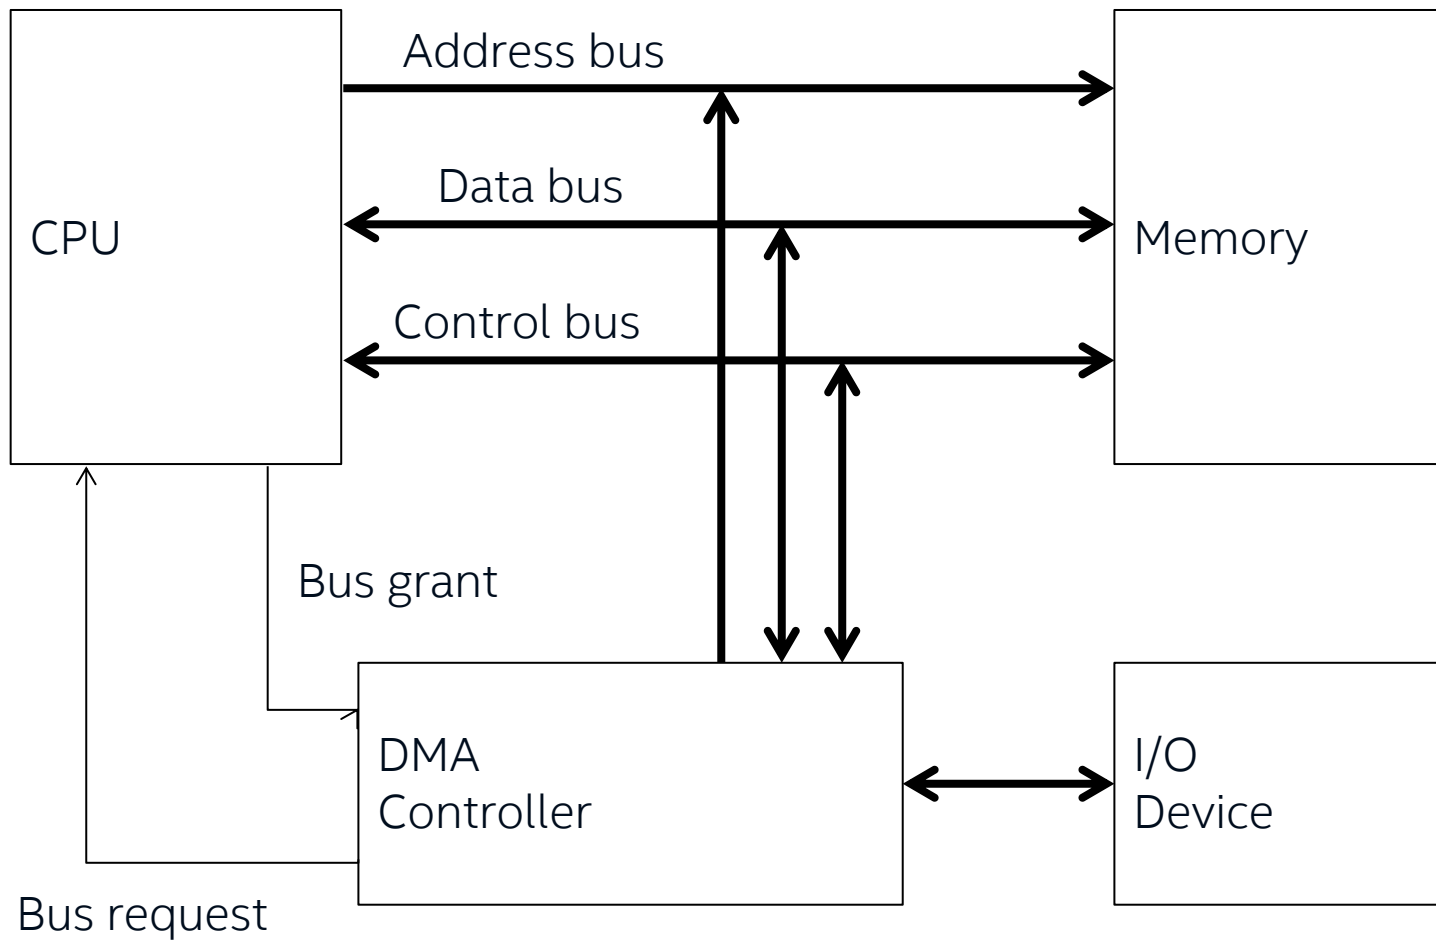 Address bus
Data bus
CPU
Memory
Control bus
Bus grant
DMA
Controller
I/O
Device
Bus request